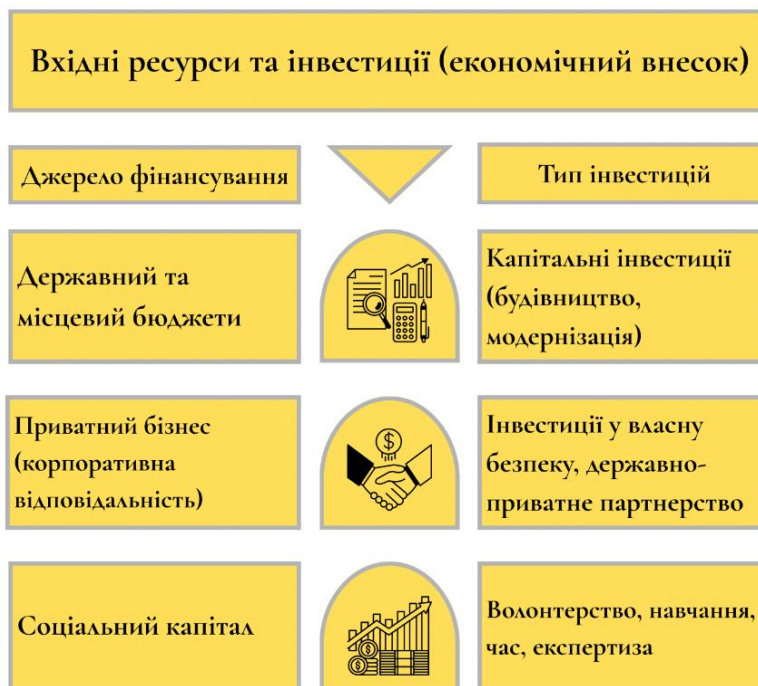 Вхідні ресурси та інвестиції (економічний внесок)
Джерело фінансування
Тип інвестицій
Державний та
місцевий бюджети
Капітальні інвестиції
(будівництво,
модернізація)
Приватний бізнес
(корпоративна
відповідальність)
Інвестиції у власну
безпеку, державно-
приватне партнерство
Соціальний капітал
Волонтерство, навчання,
час, експертиза